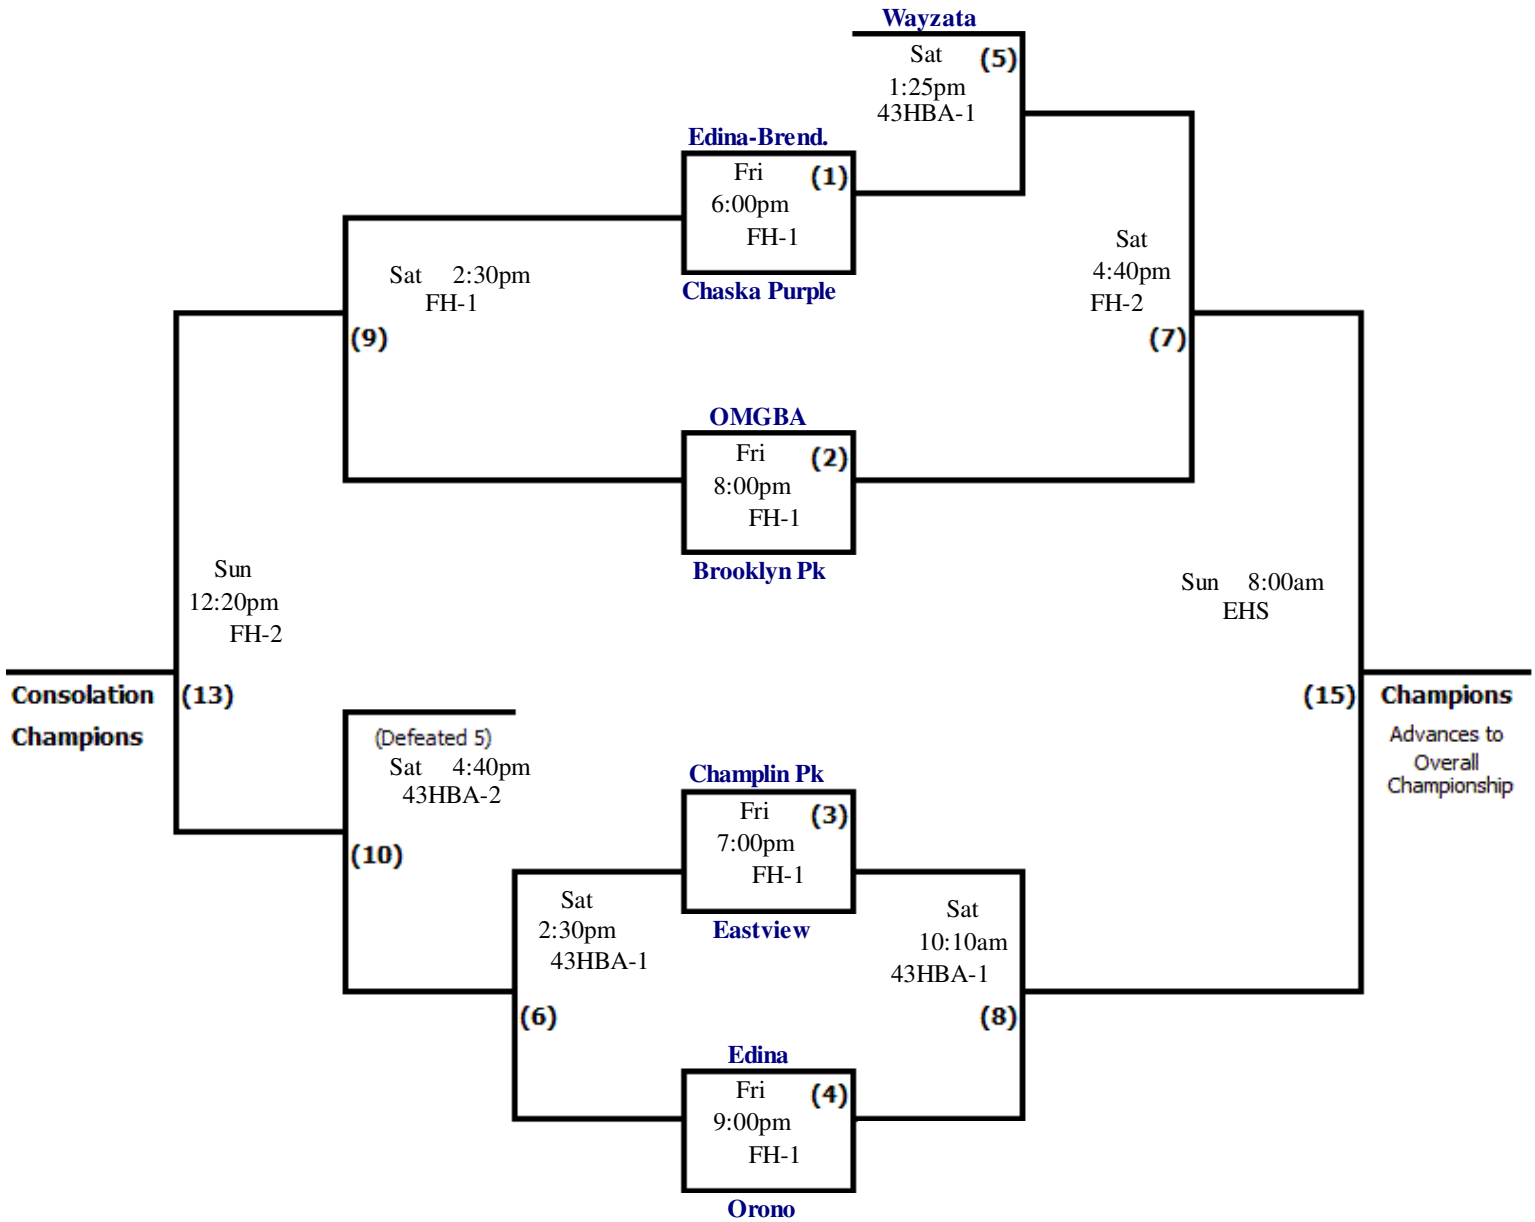 Wayzata
Sat (5)
1:25pm
43HBA-1
Edina-Brend.
Fri (1)
6:00pm
FH-1
Chaska Purple
Sat 2:30pm
FH-1
(9)
Sat
4:40pm
FH-2
(7)
OMGBA
Fri (2)
8:00pm
FH-1
Brooklyn Pk
Sun
12:20pm
FH-2
Sun 8:00am
EHS
Consolation
Champions
(13)
(15)
Champions
Advances to
Overall
Championship
(Defeated 5)
Sat 4:40pm
43HBA-2
(10)
Champlin Pk
Fri (3)
7:00pm
FH-1
Eastview
Sat
2:30pm
43HBA-1
(6)
Sat
10:10am
43HBA-1
(8)
Edina
Fri (4)
9:00pm
FH-1
Orono